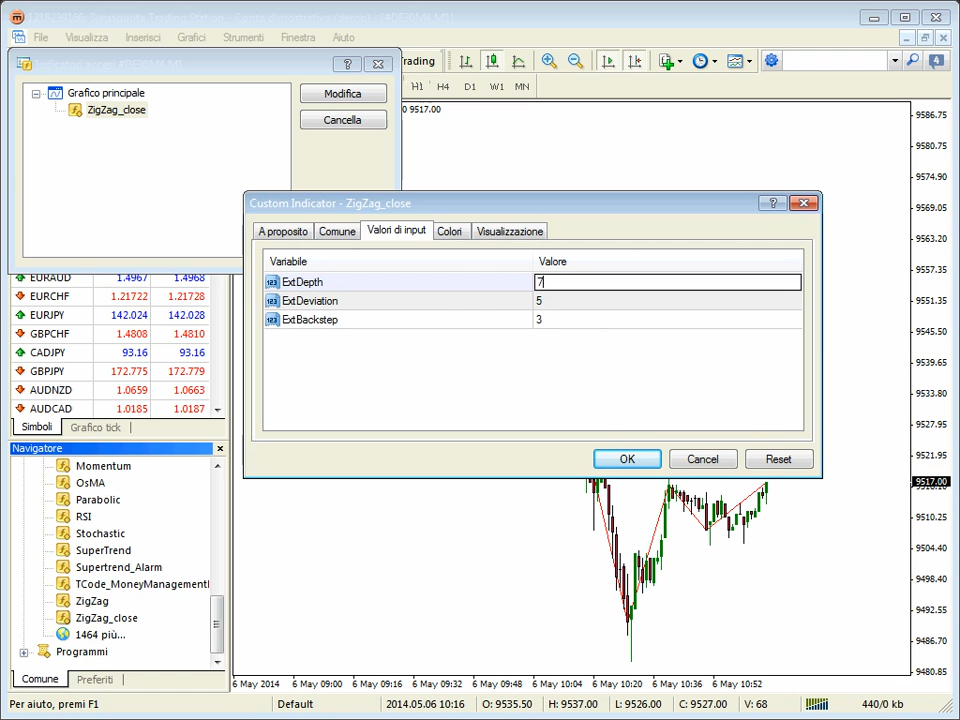 File Visualizza Inserisci Grafici Strumenti Finestra Aiuto
Grafico principale
ZigZag_close
Modifica
Cancella
rading
H1 H4 D1 W1 MN
9517.00
Custom Indicator - ZigZag_close
A proposito Comune Valori di input Colori Visualizzazione
Variabile Valore
ExtDepth 7
ExtDeviation 5
ExtBackstep 3
OK Cancel Reset
EURAUD 1.4967 1.4968
EURCHF 1.21722 1.21728
EURJPY 142.024 142.028
GBPCHF 1.4808 1.4810
CADJPY 93.16 93.16
GBPJPY 172.775 172.779
AUDNZD 1.0659 1.0663
AUDCAD 1.0185 1.0187
Simboli Grafico tick
Navigatore
Momentum
OsMA
Parabolic
RSI
Stochastic
SuperTrend
Supertrend_Alarm
TCode_MoneyManagement
ZigZag
ZigZag_close
1464 più...
Programmi
Comune Preferiti
9586.75
9580.75
9574.90
9569.05
9563.20
9557.35
9551.35
9545.50
9539.65
9533.80
9527.95
9521.95
9517.00
9510.25
9504.40
9498.40
9492.55
9486.70
9480.85
6 May 2014 6 May 09:00 6 May 09:16 6 May 09:32 6 May 09:48 6 May 10:04 6 May 10:20 6 May 10:36 6 May 10:52
Per aiuto, premi F1 Default 2014.05.06 10:16 O: 9535.50 H: 9537.00 L: 9526.00 C: 9527.00 V: 68 440/0 kb